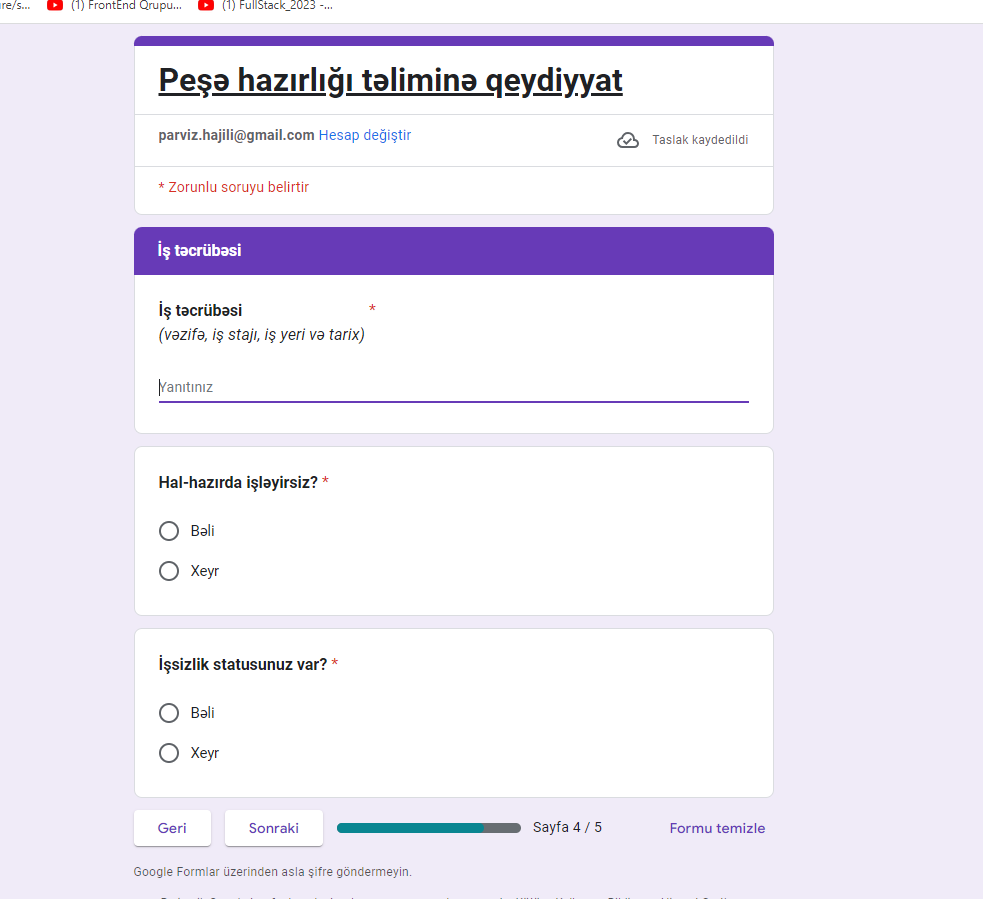 re/s...
(1) FrontEnd Qrupu...
(1) FullStack_2023 -...
Peşə hazırlığı təliminə qeydiyyat
parviz.hajili@gmail.com Hesap değiştir
Taslak kaydedildi
* Zorunlu soruyu belirtir
İş təcrübəsi
İş təcrübəsi *
(vəzifə, iş stajı, iş yeri və tarix)
Yanıtınız
Hal-hazırda işləyirsiz? *
Bəli
Xeyr
İşsizlik statusunuz var? *
Bəli
Xeyr
Geri
Sonraki
Sayfa 4 / 5
Formu temizle
Google Formlar üzerinden asla şifre göndermeyin.